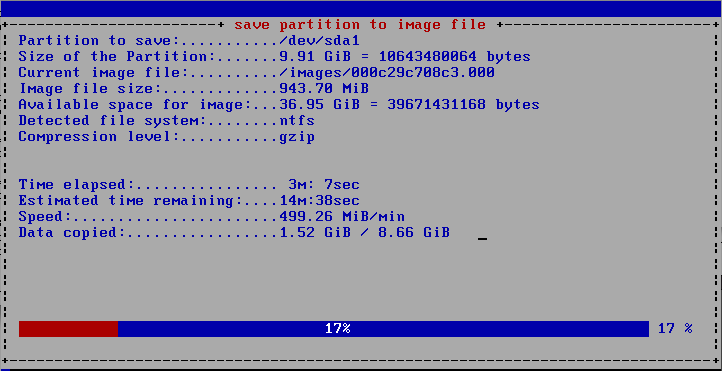 save partition to image file
Partition to save:...........​/dev/sda1
Size of the Partition:.......9.91 GiB = 10643480064 bytes
Current image file:..........​/images/000c29c708c3.000
Image file size:.............943.70 MiB
Available space for image:...36.95 GiB = 39671431168 bytes
Detected file system:........ntfs
Compression level:...........gzip
Time elapsed:................ 3m: 7sec
Estimated time remaining:....14m:38sec
Speed:.......................499.26 MiB/min
Data copied:.................1.52 GiB / 8.66 GiB
17% 17 %